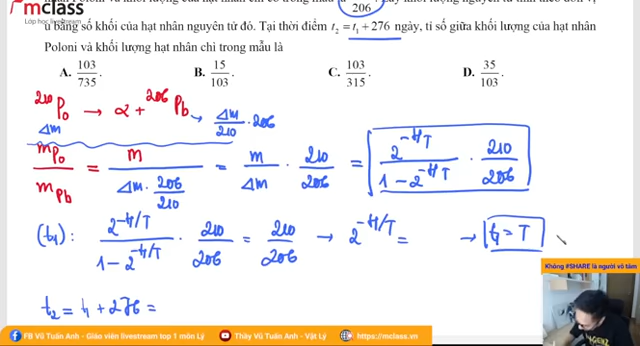 mclass
Lớp học livestream
206
u bằng số khối của hạt nhân nguyên tử đó. Tại thời điểm t₂ = t₁ + 276 ngày, tỉ số giữa khối lượng của hạt nhân
Poloni và khối lượng hạt nhân chì trong mẫu là
A. 103/735. B. 15/103. C. 103/315. D. 35/103.
²¹⁰Po → α + ²⁰⁶Pb → Δm/210 · 206
Δm
mPo/mPb = m/(Δm · 206/210) = m/Δm · 210/206 = 2^(-t/T)/(1 - 2^(-t/T)) · 210/206
(t₁): 2^(-t₁/T)/(1 - 2^(-t₁/T)) · 210/206 = 210/206 → 2^(-t₁/T) = → t₁ = T
t₂ = t₁ + 276 =
Không #SHARE là người vô tâm
FB Vũ Tuấn Anh - Giáo viên livestream top 1 môn Lý
Thầy Vũ Tuấn Anh - Vật Lý
https://mclass.vn